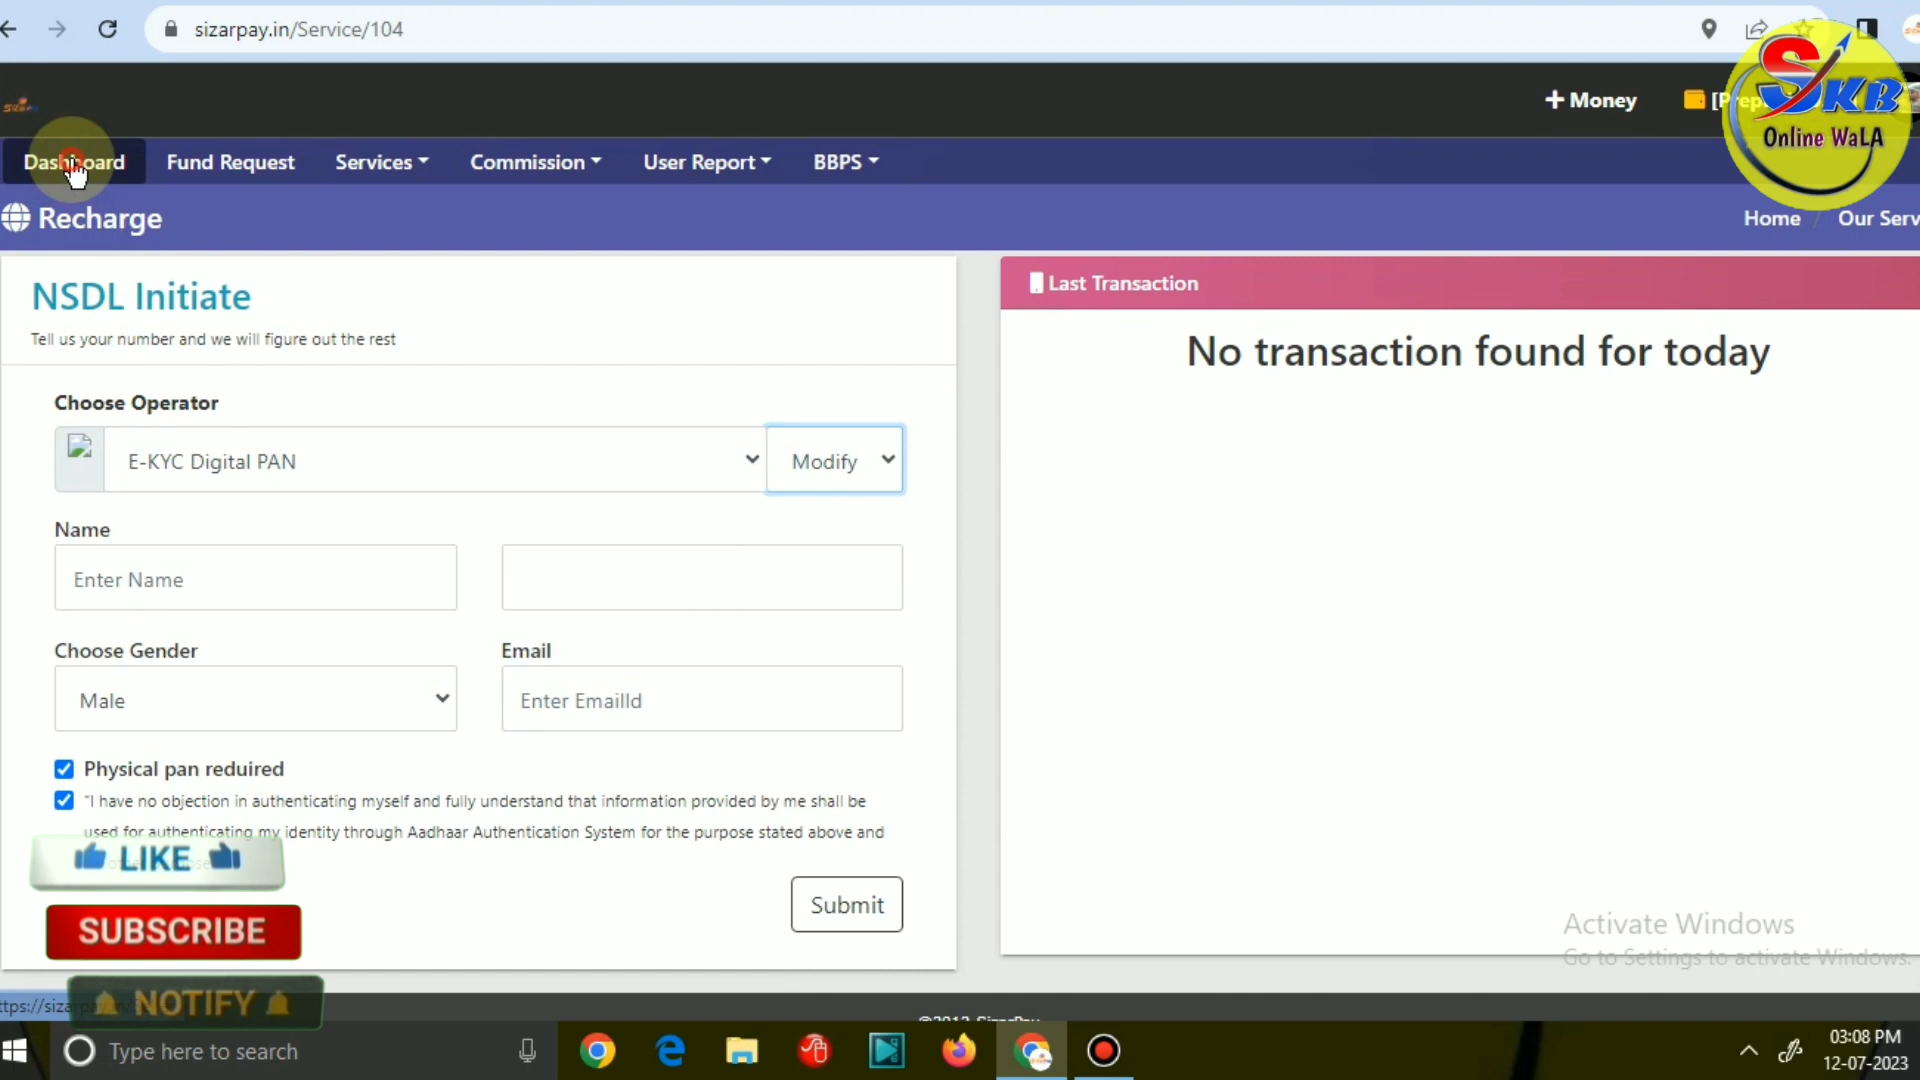 sizarpay.in/Service/104
+ Money
SKB
Online WaLA
Dashboard Fund Request Services Commission User Report BBPS
Recharge
Home / Our Serv
NSDL Initiate
Tell us your number and we will figure out the rest
Last Transaction
No transaction found for today
Choose Operator
E-KYC Digital PAN
Modify
Name
Enter Name
Choose Gender
Email
Male
Enter EmailId
Physical pan reduired
"I have no objection in authenticating myself and fully understand that information provided by me shall be
used for authenticating my identity through Aadhaar Authentication System for the purpose stated above and
LIKE
Submit
SUBSCRIBE
NOTIFY
Activate Windows
Go to Settings to activate Windows.
©2012 SizarPay
Type here to search
03:08 PM
12-07-2023